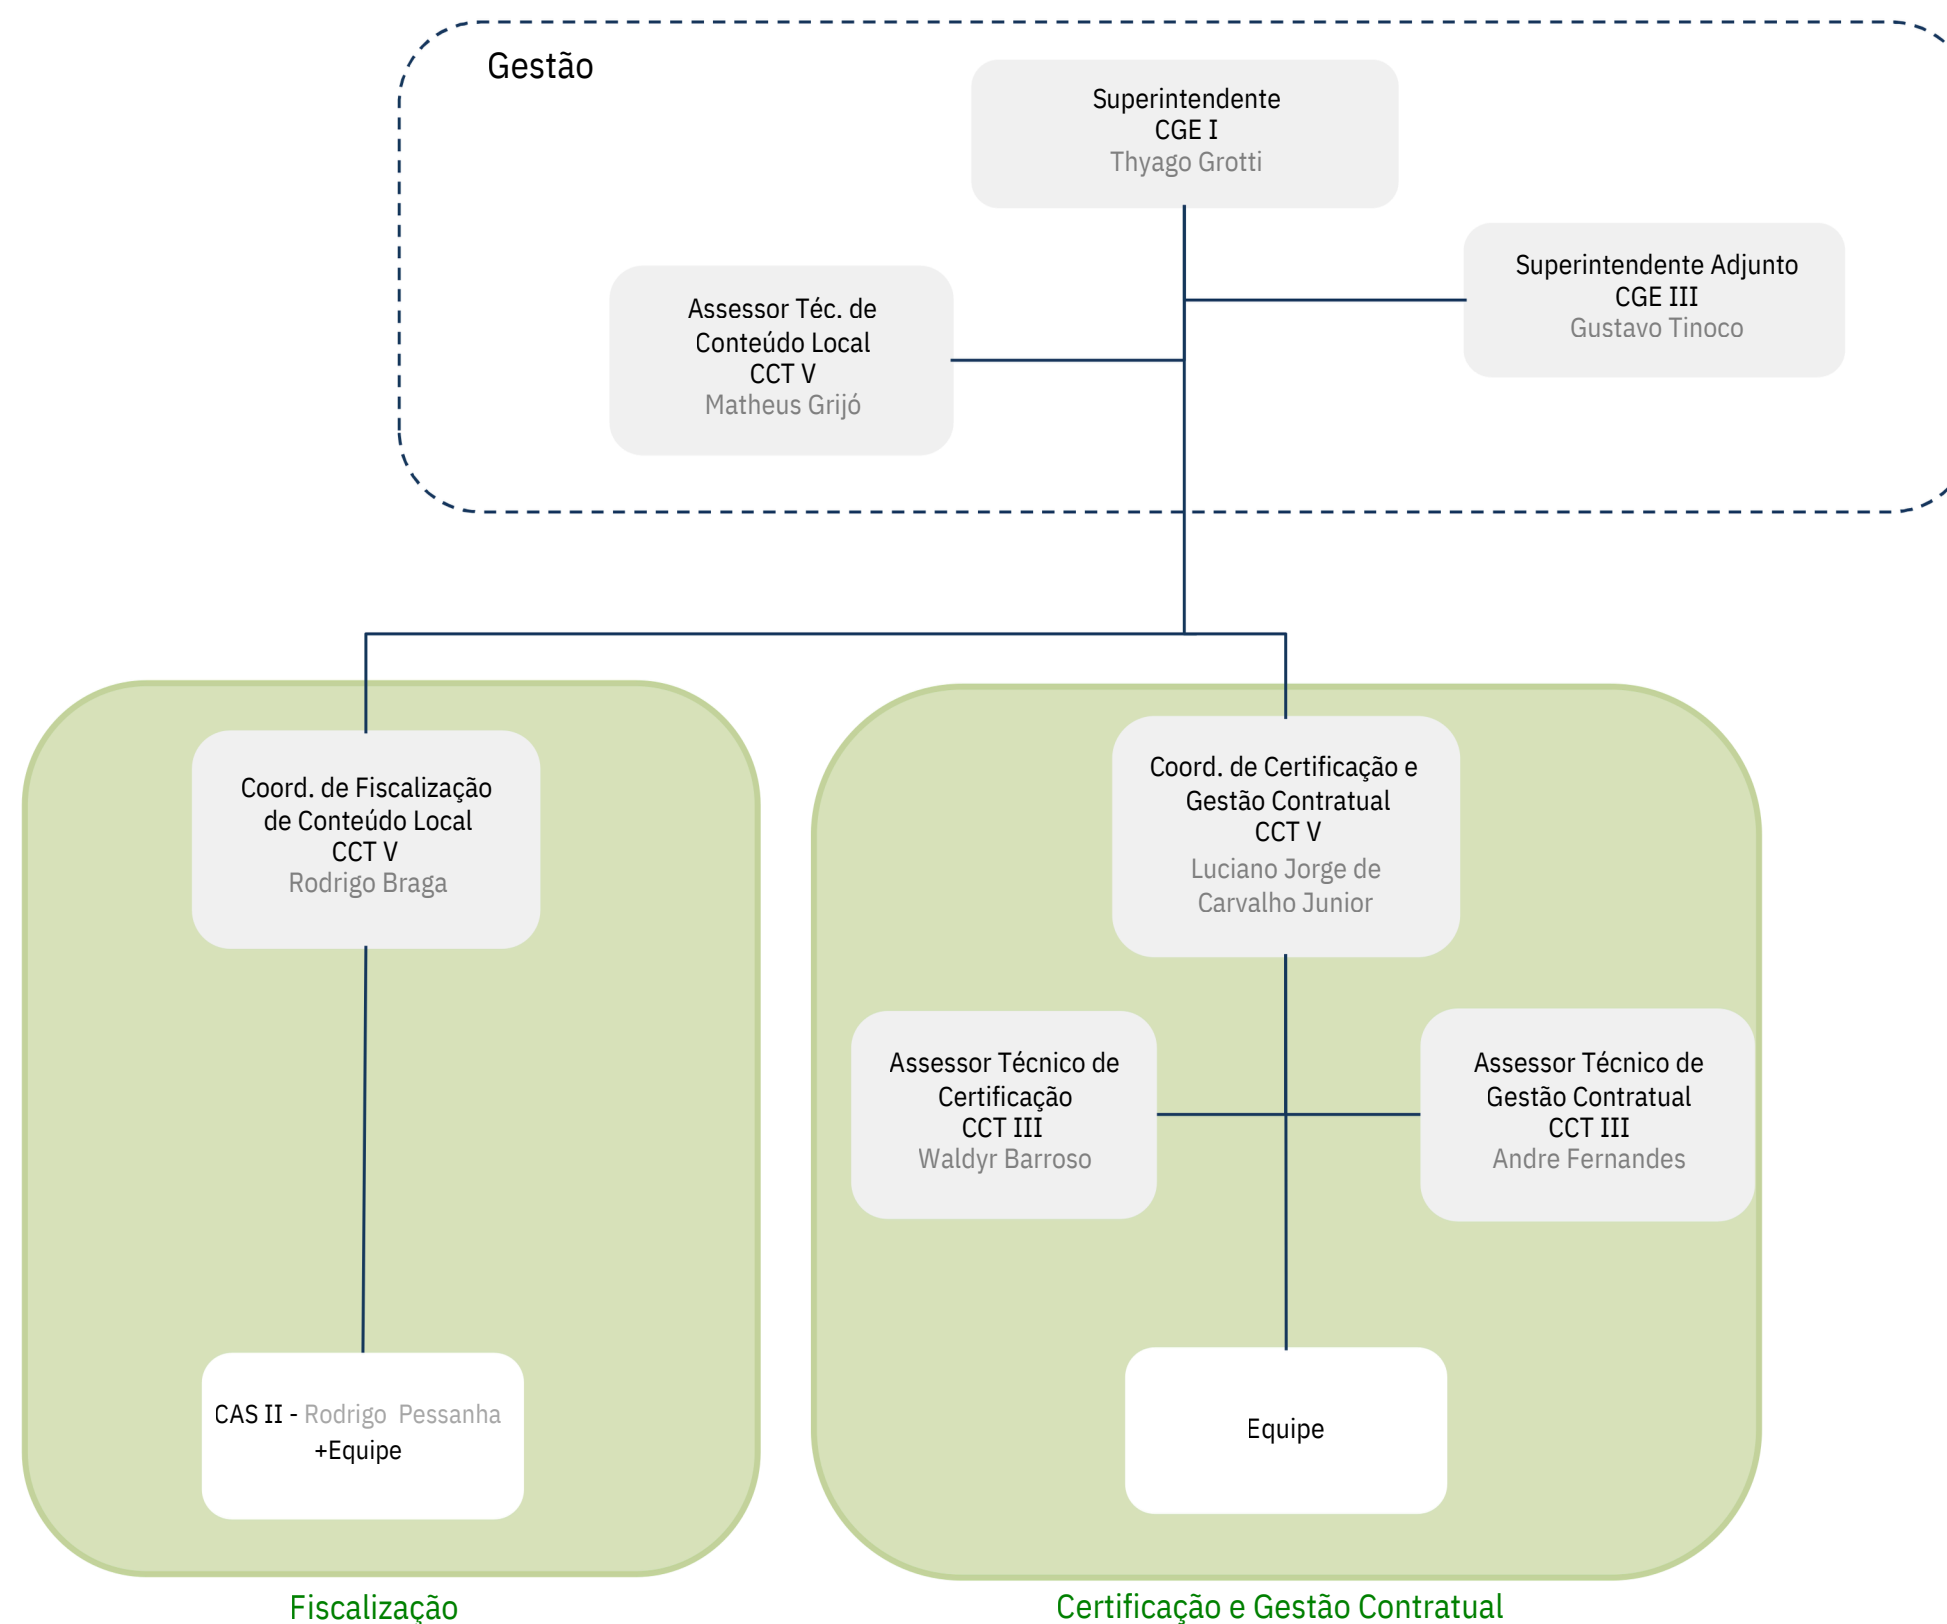 Gestão
Superintendente
CGE I
Thyago Grotti
Superintendente Adjunto
CGE III
Gustavo Tinoco
Assessor Téc. de
Conteúdo Local
CCT V
Matheus Grijó
Coord. de Fiscalização
de Conteúdo Local
CCT V
Rodrigo Braga
CAS II - Rodrigo Pessanha
+Equipe
Fiscalização
Coord. de Certificação e
Gestão Contratual
CCT V
Luciano Jorge de
Carvalho Junior
Assessor Técnico de
Certificação
CCT III
Waldyr Barroso
Assessor Técnico de
Gestão Contratual
CCT III
Andre Fernandes
Equipe
Certificação e Gestão Contratual